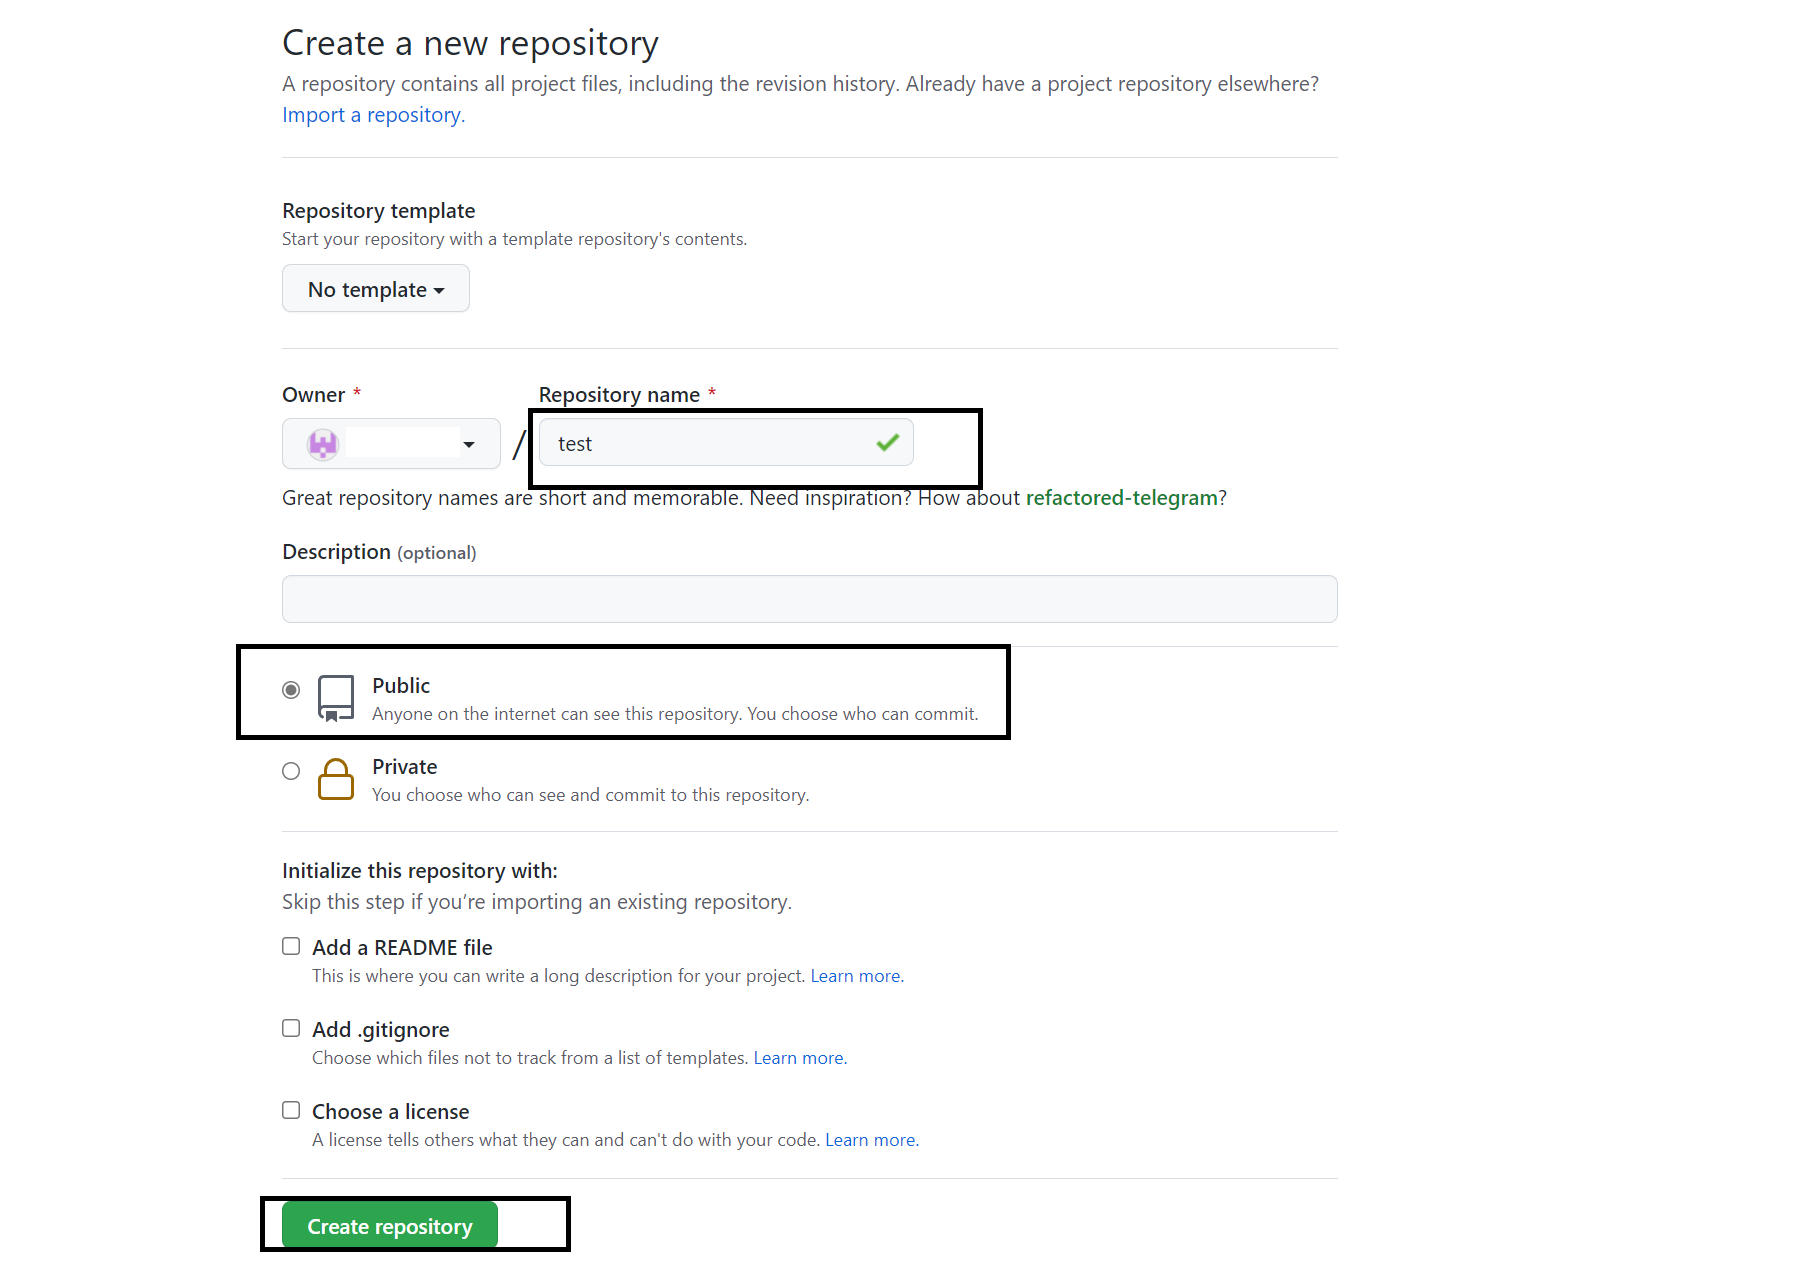 Create a new repository
A repository contains all project files, including the revision history. Already have a project repository elsewhere?
Import a repository.
Repository template
Start your repository with a template repository's contents.
No template
Owner *
Repository name *
/
test
Great repository names are short and memorable. Need inspiration? How about refactored-telegram?
Description (optional)
Public
Anyone on the internet can see this repository. You choose who can commit.
Private
You choose who can see and commit to this repository.
Initialize this repository with:
Skip this step if you’re importing an existing repository.
Add a README file
This is where you can write a long description for your project. Learn more.
Add .gitignore
Choose which files not to track from a list of templates. Learn more.
Choose a license
A license tells others what they can and can't do with your code. Learn more.
Create repository